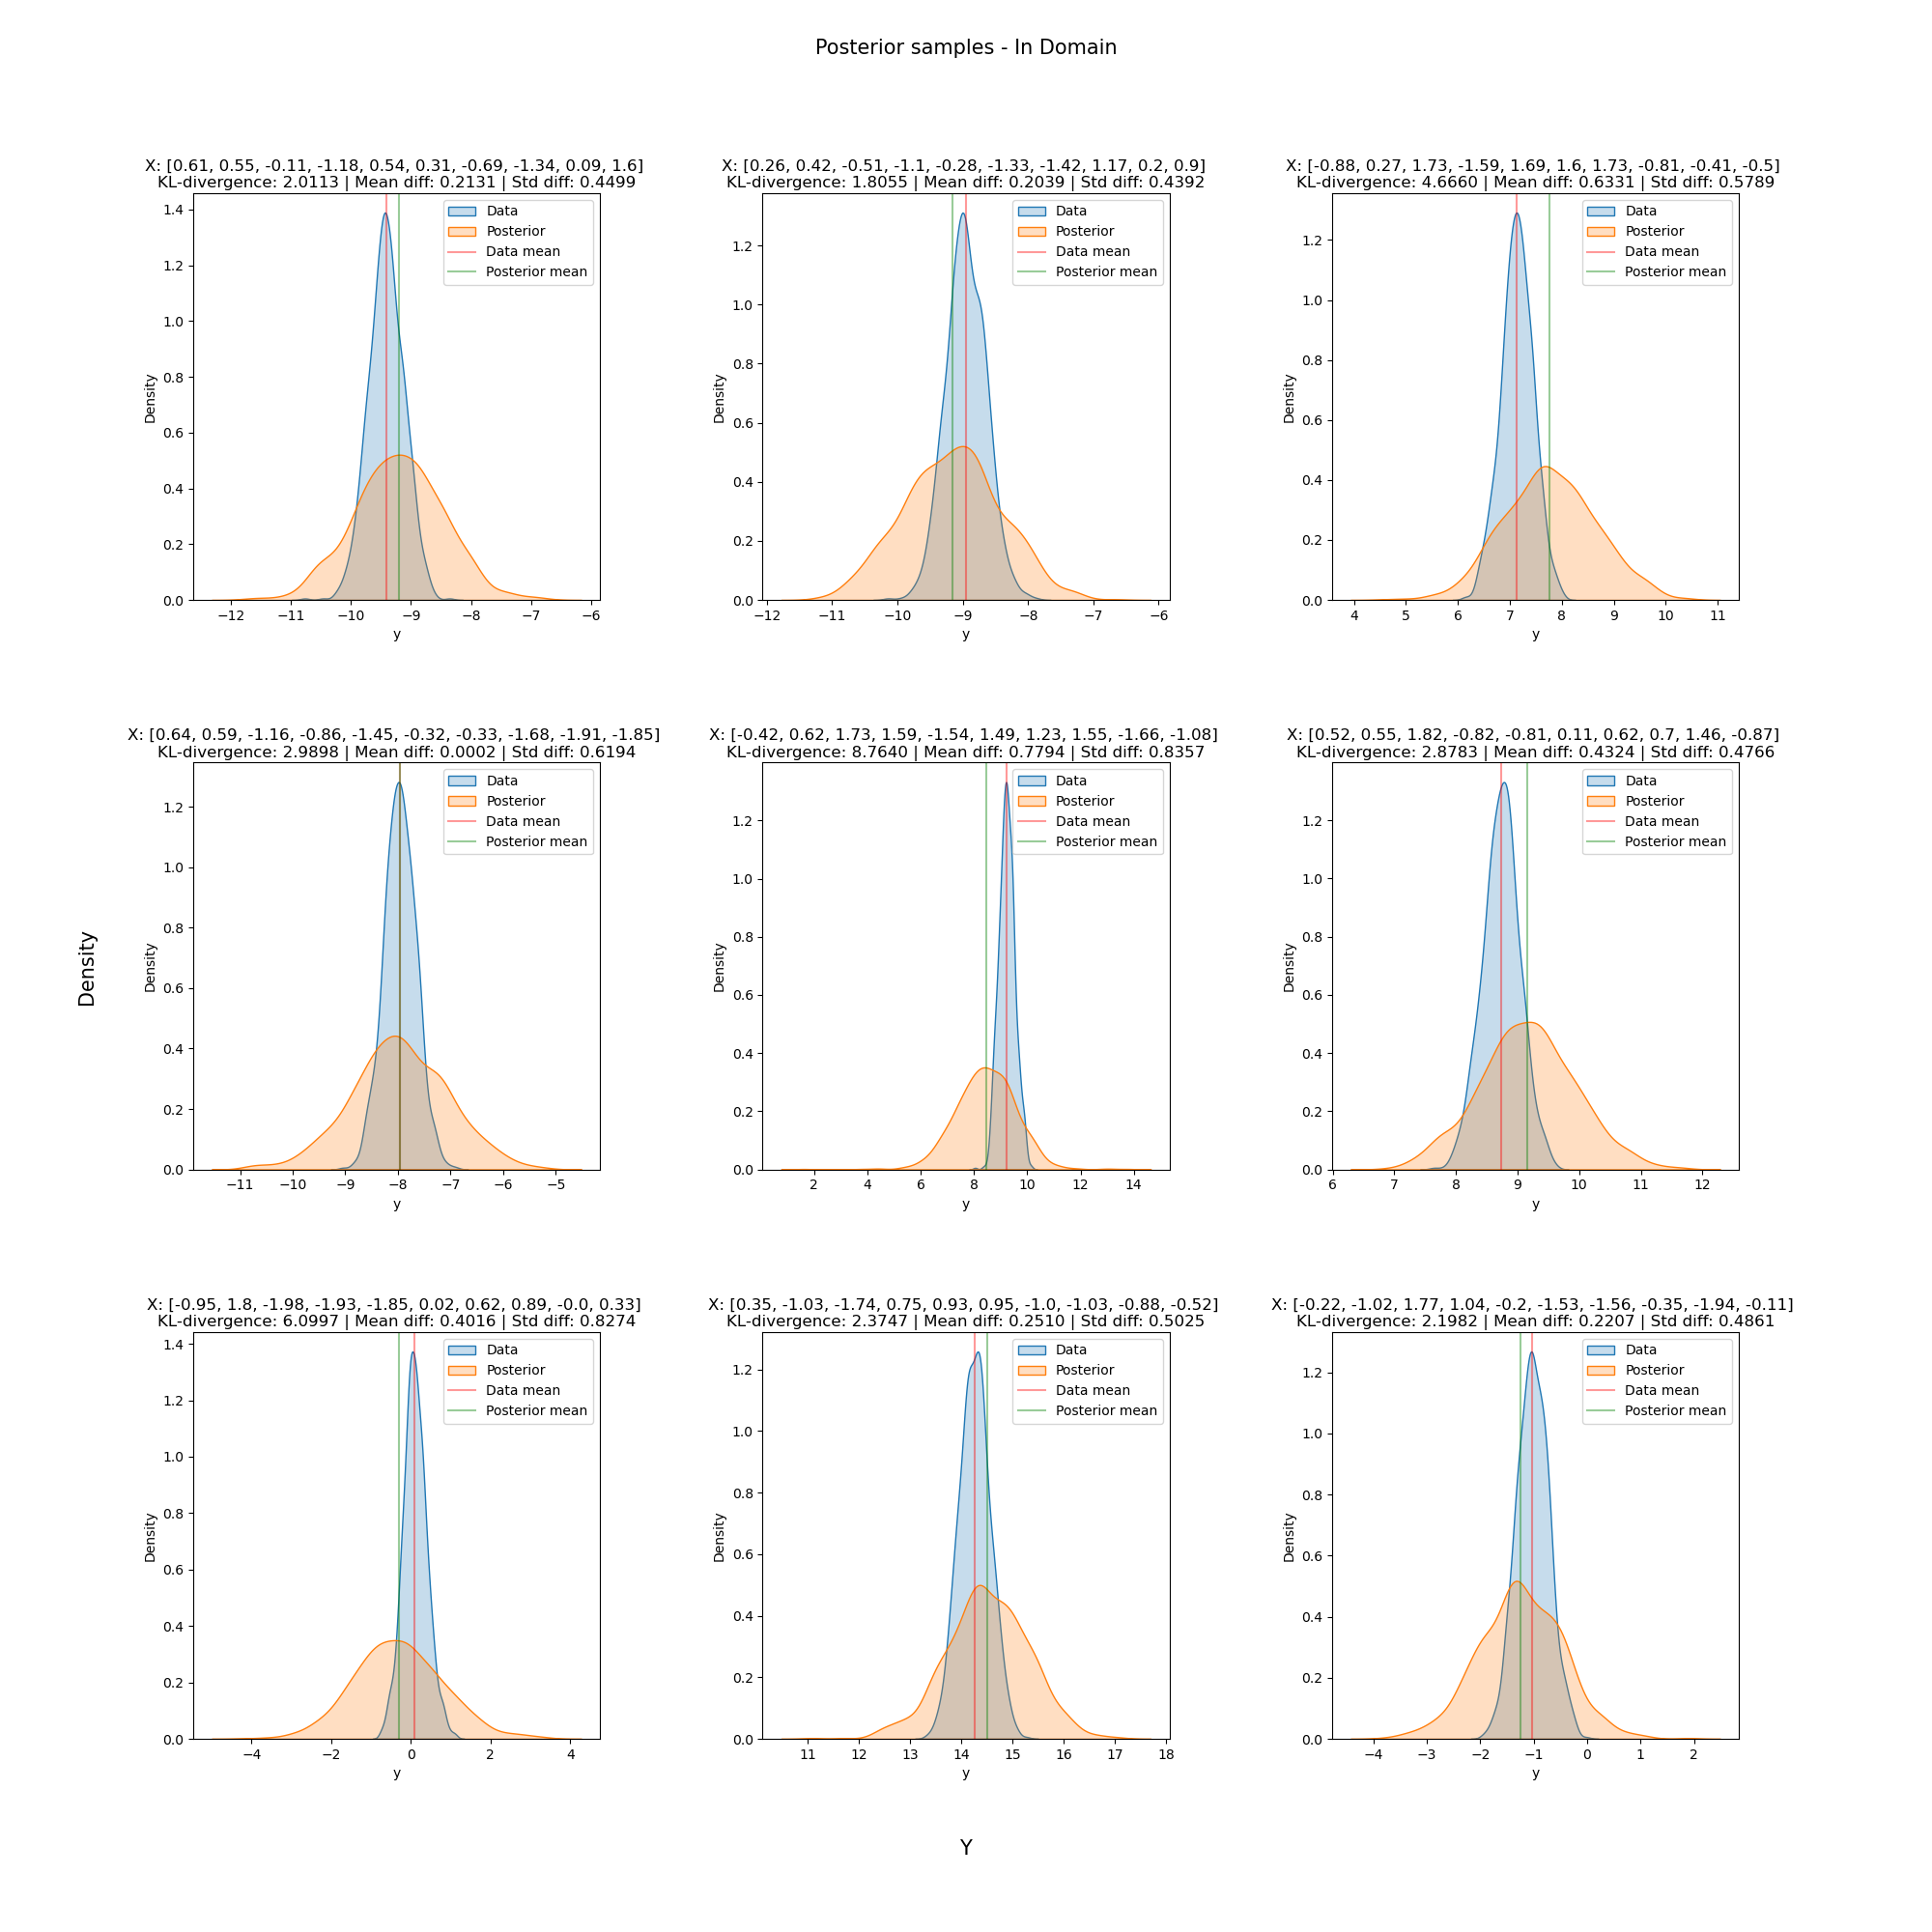 Posterior samples - In Domain
X: [0.61, 0.55, -0.11, -1.18, 0.54, 0.31, -0.69, -1.34, 0.09, 1.6]
KL-divergence: 2.0113 | Mean diff: 0.2131 | Std diff: 0.4499
Data
Posterior
Data mean
Posterior mean
Density
1.4
1.2
1.0
0.8
0.6
0.4
0.2
0.0
−12 −11 −10 −9 −8 −7 −6
y
X: [0.26, 0.42, -0.51, -1.1, -0.28, -1.33, -1.42, 1.17, 0.2, 0.9]
KL-divergence: 1.8055 | Mean diff: 0.2039 | Std diff: 0.4392
Data
Posterior
Data mean
Posterior mean
Density
1.2
1.0
0.8
0.6
0.4
0.2
0.0
−12 −11 −10 −9 −8 −7 −6
y
X: [-0.88, 0.27, 1.73, -1.59, 1.69, 1.6, 1.73, -0.81, -0.41, -0.5]
KL-divergence: 4.6660 | Mean diff: 0.6331 | Std diff: 0.5789
Data
Posterior
Data mean
Posterior mean
Density
1.2
1.0
0.8
0.6
0.4
0.2
0.0
4 5 6 7 8 9 10 11
y
X: [0.64, 0.59, -1.16, -0.86, -1.45, -0.32, -0.33, -1.68, -1.91, -1.85]
KL-divergence: 2.9898 | Mean diff: 0.0002 | Std diff: 0.6194
Data
Posterior
Data mean
Posterior mean
Density
1.2
1.0
0.8
0.6
0.4
0.2
0.0
−11 −10 −9 −8 −7 −6 −5
y
X: [-0.42, 0.62, 1.73, 1.59, -1.54, 1.49, 1.23, 1.55, -1.66, -1.08]
KL-divergence: 8.7640 | Mean diff: 0.7794 | Std diff: 0.8357
Data
Posterior
Data mean
Posterior mean
Density
1.2
1.0
0.8
0.6
0.4
0.2
0.0
2 4 6 8 10 12 14
y
X: [0.52, 0.55, 1.82, -0.82, -0.81, 0.11, 0.62, 0.7, 1.46, -0.87]
KL-divergence: 2.8783 | Mean diff: 0.4324 | Std diff: 0.4766
Data
Posterior
Data mean
Posterior mean
Density
1.2
1.0
0.8
0.6
0.4
0.2
0.0
6 7 8 9 10 11 12
y
Density
X: [-0.95, 1.8, -1.98, -1.93, -1.85, 0.02, 0.62, 0.89, -0.0, 0.33]
KL-divergence: 6.0997 | Mean diff: 0.4016 | Std diff: 0.8274
Data
Posterior
Data mean
Posterior mean
Density
1.4
1.2
1.0
0.8
0.6
0.4
0.2
0.0
−4 −2 0 2 4
y
X: [0.35, -1.03, -1.74, 0.75, 0.93, 0.95, -1.0, -1.03, -0.88, -0.52]
KL-divergence: 2.3747 | Mean diff: 0.2510 | Std diff: 0.5025
Data
Posterior
Data mean
Posterior mean
Density
1.2
1.0
0.8
0.6
0.4
0.2
0.0
11 12 13 14 15 16 17 18
y
X: [-0.22, -1.02, 1.77, 1.04, -0.2, -1.53, -1.56, -0.35, -1.94, -0.11]
KL-divergence: 2.1982 | Mean diff: 0.2207 | Std diff: 0.4861
Data
Posterior
Data mean
Posterior mean
Density
1.2
1.0
0.8
0.6
0.4
0.2
0.0
−4 −3 −2 −1 0 1 2
y
Y